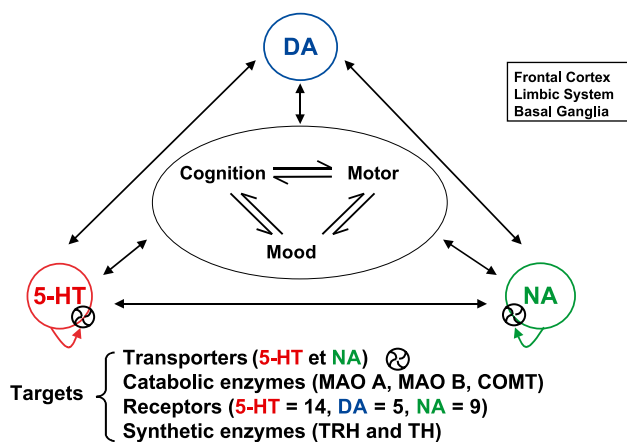 DA
Frontal Cortex
Limbic System
Basal Ganglia
Cognition
Motor
Mood
5-HT
NA
Targets
Transporters (5-HT et NA)
Catabolic enzymes (MAO A, MAO B, COMT)
Receptors (5-HT = 14, DA = 5, NA = 9)
Synthetic enzymes (TRH and TH)